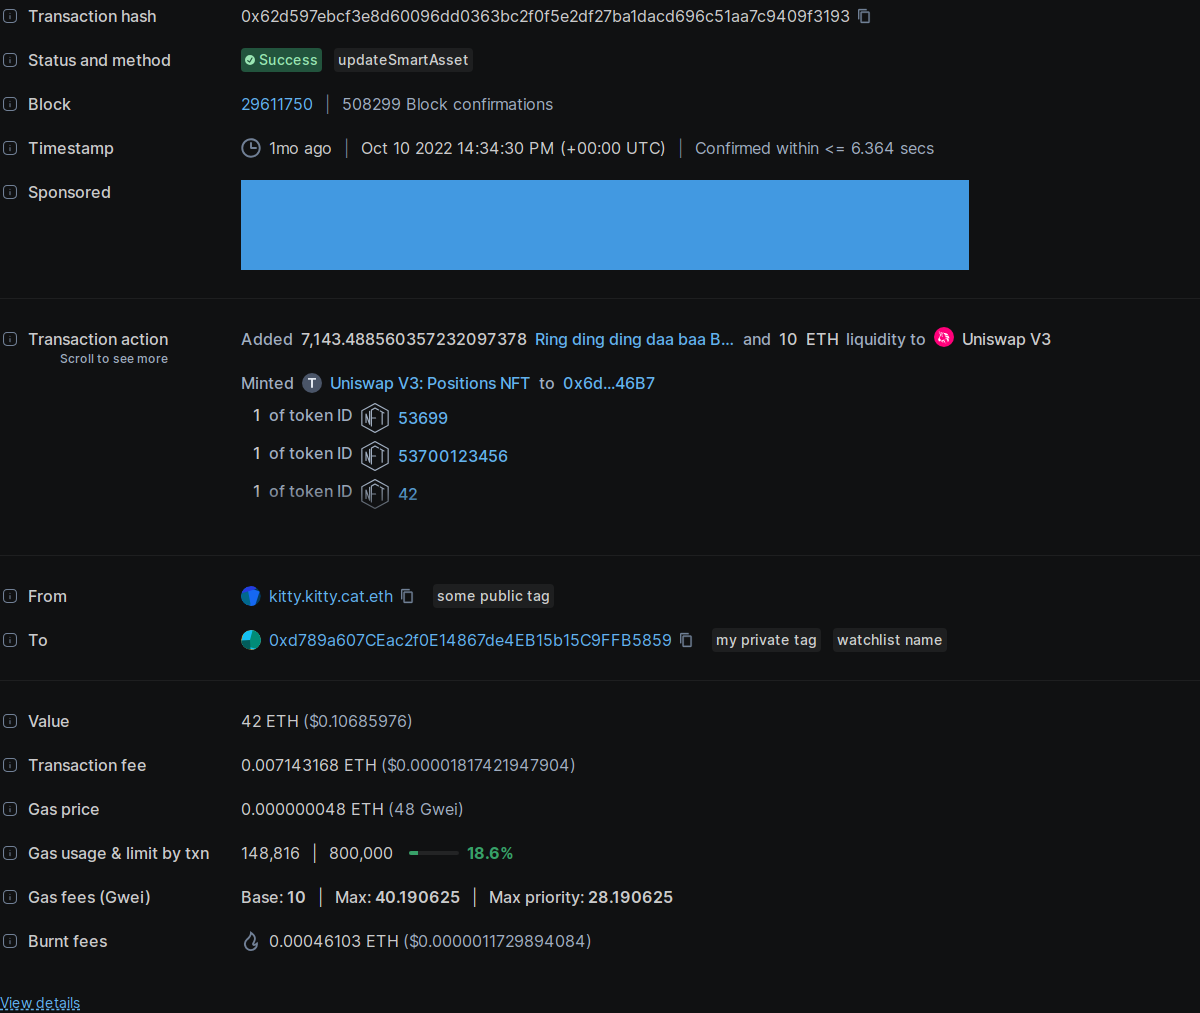 Transaction hash 0x62d597ebcf3e8d60096dd0363bc2f0f5e2df27ba1dacd696c51aa7c9409f3193
Status and method Success updateSmartAsset
Block 29611750 | 508299 Block confirmations
Timestamp 1mo ago | Oct 10 2022 14:34:30 PM (+00:00 UTC) | Confirmed within <= 6.364 secs
Sponsored
Transaction action Added 7,143.488560357232097378 Ring ding ding daa baa B... and 10 ETH liquidity to Uniswap V3
Scroll to see more
Minted T Uniswap V3: Positions NFT to 0x6d...46B7
1 of token ID NFT 53699
1 of token ID NFT 53700123456
1 of token ID NFT 42
From kitty.kitty.cat.eth some public tag
To 0xd789a607CEac2f0E14867de4EB15b15C9FFB5859 my private tag watchlist name
Value 42 ETH ($0.10685976)
Transaction fee 0.007143168 ETH ($0.00001817421947904)
Gas price 0.000000048 ETH (48 Gwei)
Gas usage & limit by txn 148,816 | 800,000 18.6%
Gas fees (Gwei) Base: 10 | Max: 40.190625 | Max priority: 28.190625
Burnt fees 0.00046103 ETH ($0.0000011729894084)
View details